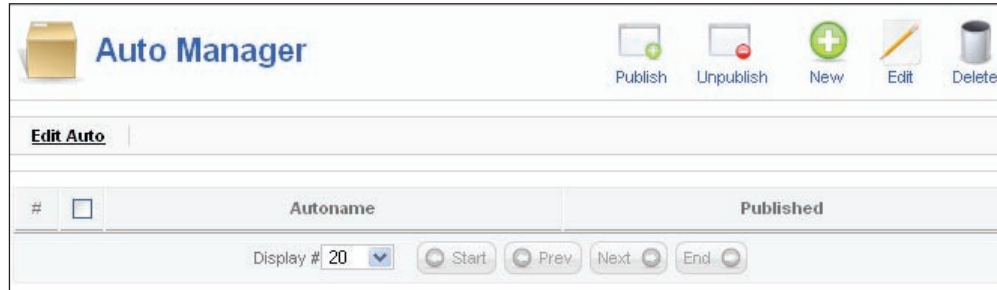 Auto Manager
Publish Unpublish New Edit Delete
Edit Auto
# Autoname Published
Display # 20 Start Prev Next End